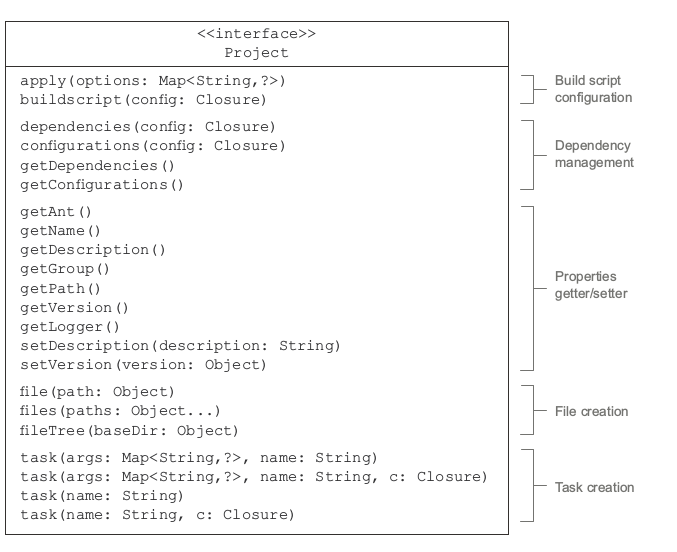 <<interface>>
Project
apply(options: Map<String,?>)
buildscript(config: Closure)
Build script
configuration
dependencies(config: Closure)
configurations(config: Closure)
getDependencies()
getConfigurations()
Dependency
management
getAnt()
getName()
getDescription()
getGroup()
getPath()
getVersion()
getLogger()
setDescription(description: String)
setVersion(version: Object)
Properties
getter/setter
file(path: Object)
files(paths: Object...)
fileTree(baseDir: Object)
File creation
task(args: Map<String,?>, name: String)
task(args: Map<String,?>, name: String, c: Closure)
task(name: String)
task(name: String, c: Closure)
Task creation